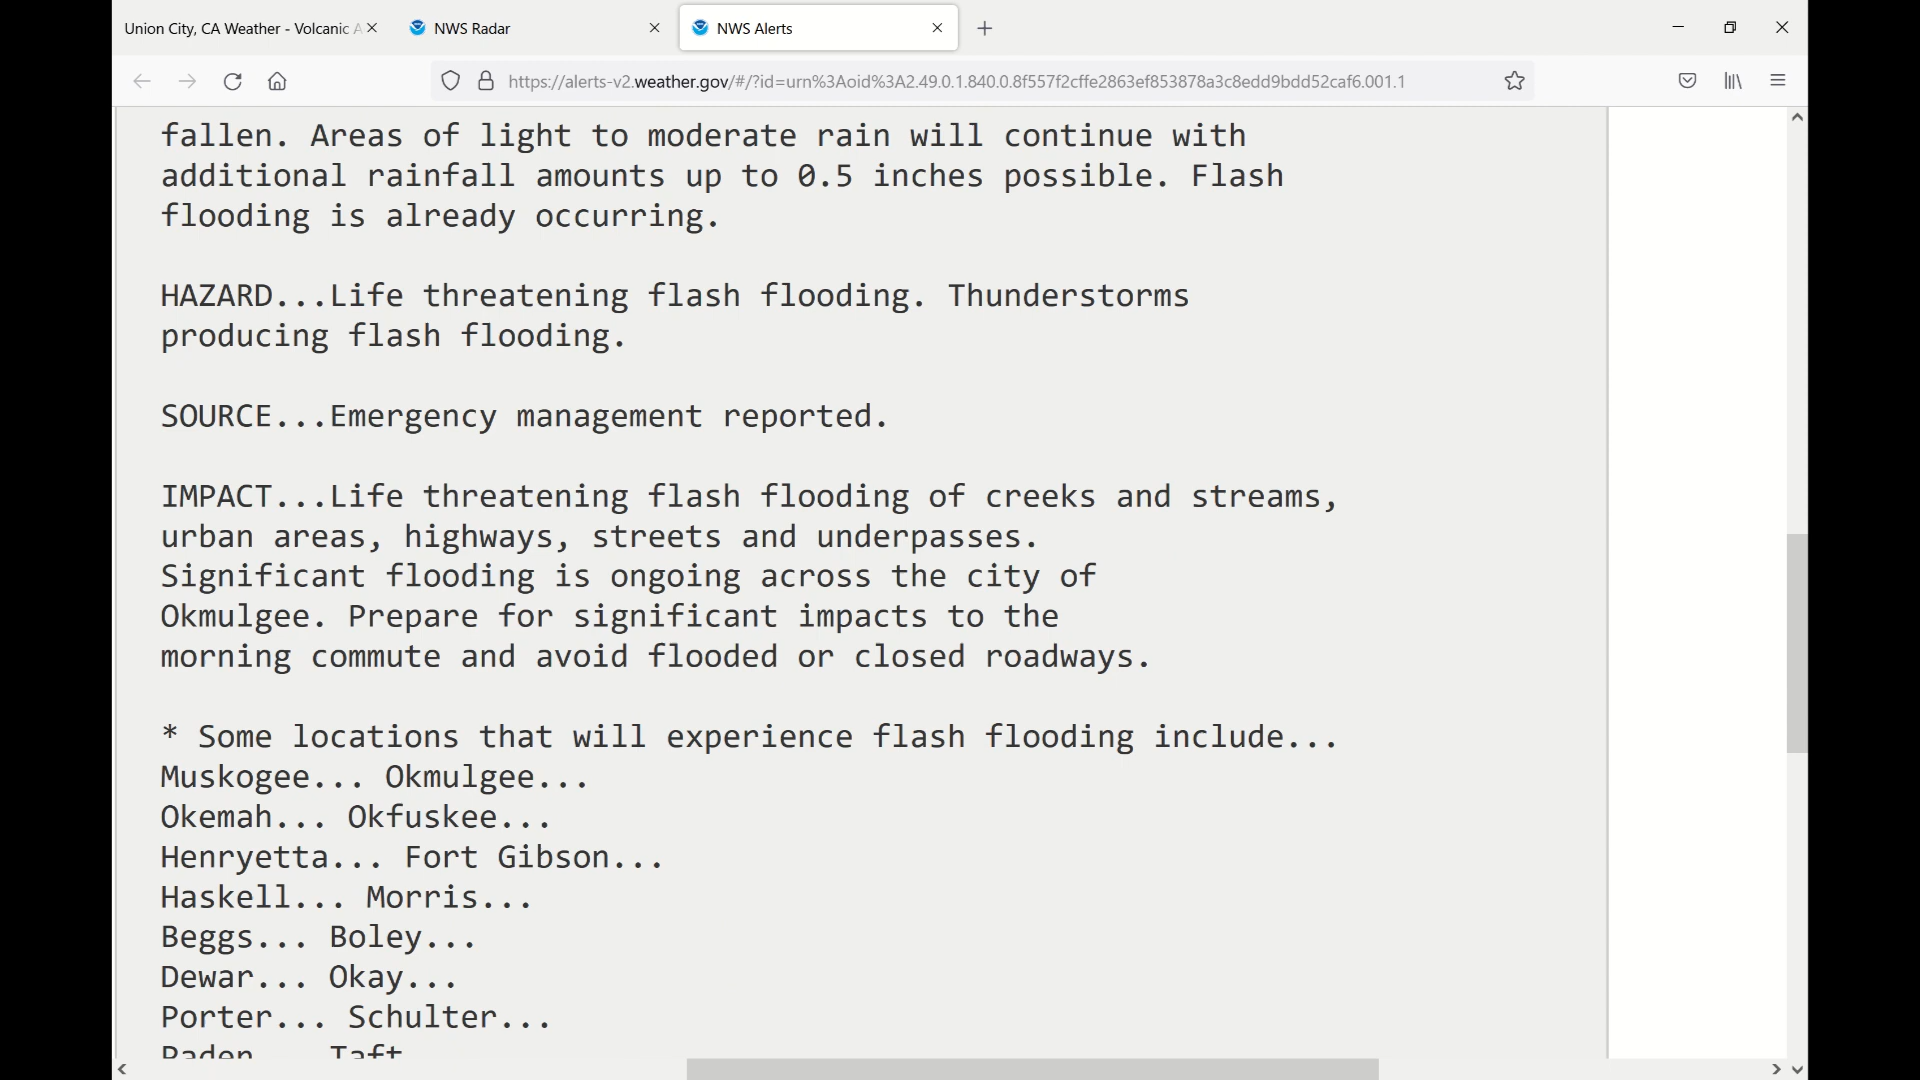 Union City, CA Weather - Volcanic A
NWS Radar
NWS Alerts
https://alerts-v2.weather.gov/#/?id=urn%3Aoid%3A2.49.0.1.840.0.8f557f2cffe2863ef853878a3c8edd9bdd52caf6.001.1
fallen. Areas of light to moderate rain will continue with
additional rainfall amounts up to 0.5 inches possible. Flash
flooding is already occurring.
HAZARD...Life threatening flash flooding. Thunderstorms
producing flash flooding.
SOURCE...Emergency management reported.
IMPACT...Life threatening flash flooding of creeks and streams,
urban areas, highways, streets and underpasses.
Significant flooding is ongoing across the city of
Okmulgee. Prepare for significant impacts to the
morning commute and avoid flooded or closed roadways.
* Some locations that will experience flash flooding include...
Muskogee... Okmulgee...
Okemah... Okfuskee...
Henryetta... Fort Gibson...
Haskell... Morris...
Beggs... Boley...
Dewar... Okay...
Porter... Schulter...
Paden Taft